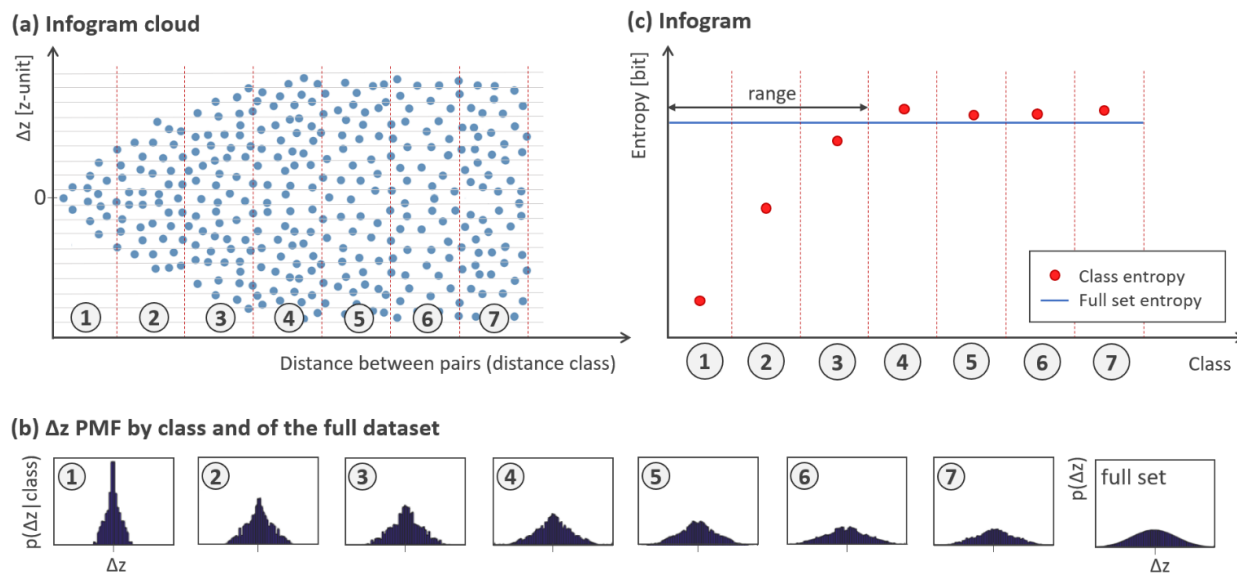 (a) Infogram cloud
Δz [z-unit]
0
1 2 3 4 5 6 7
Distance between pairs (distance class)
(c) Infogram
Entropy [bit]
range
Class entropy
Full set entropy
1 2 3 4 5 6 7
Class
(b) Δz PMF by class and of the full dataset
p(Δz|class)
1 2 3 4 5 6 7
Δz
p(Δz)
full set
Δz